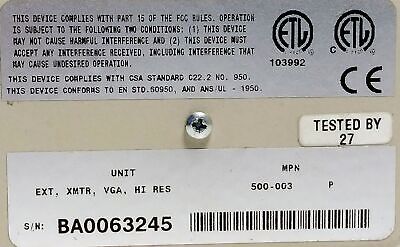 THIS DEVICE COMPLIES WITH PART 15 OF THE FCC RULES. OPERATION
IS SUBJECT TO THE FOLLOWING TWO CONDITIONS: (1) THIS DEVICE
MAY NOT CAUSE HARMFUL INTERFERENCE AND (2) THIS DEVICE MUST
ACCEPT ANY INTERFERENCE RECEIVED, INCLUDING INTERFERENCE THAT
MAY CAUSE UNDESIRED OPERATION.
THIS DEVICE COMPLIES WITH CSA STANDARD C22.2 NO. 950.
THIS DEVICE CONFORMS TO EN STD.60950, AND ANS/UL - 1950.
ETL
C ETL
103992
CE
TESTED BY
27
UNIT MPN
EXT, XMTR, VGA, HI RES 500-003 P
S/N: BA0063245